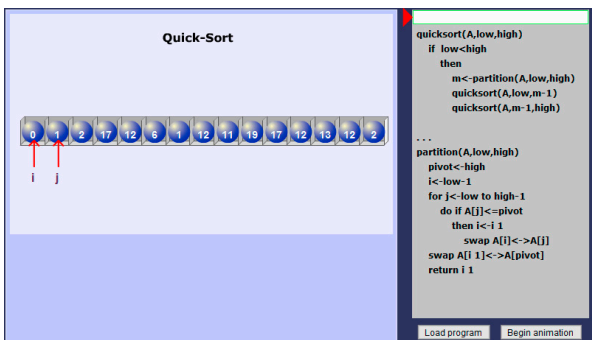 Quick-Sort
0 1 2 17 12 6 1 12 11 19 17 12 13 12 2
i j
quicksort(A,low,high)
if low<high
then
m<-partition(A,low,high)
quicksort(A,low,m-1)
quicksort(A,m-1,high)
...
partition(A,low,high)
pivot<-high
i<-low-1
for j<-low to high-1
do if A[j]<=pivot
then i<-i 1
swap A[i]<->A[j]
swap A[i 1]<->A[pivot]
return i 1
Load program Begin animation